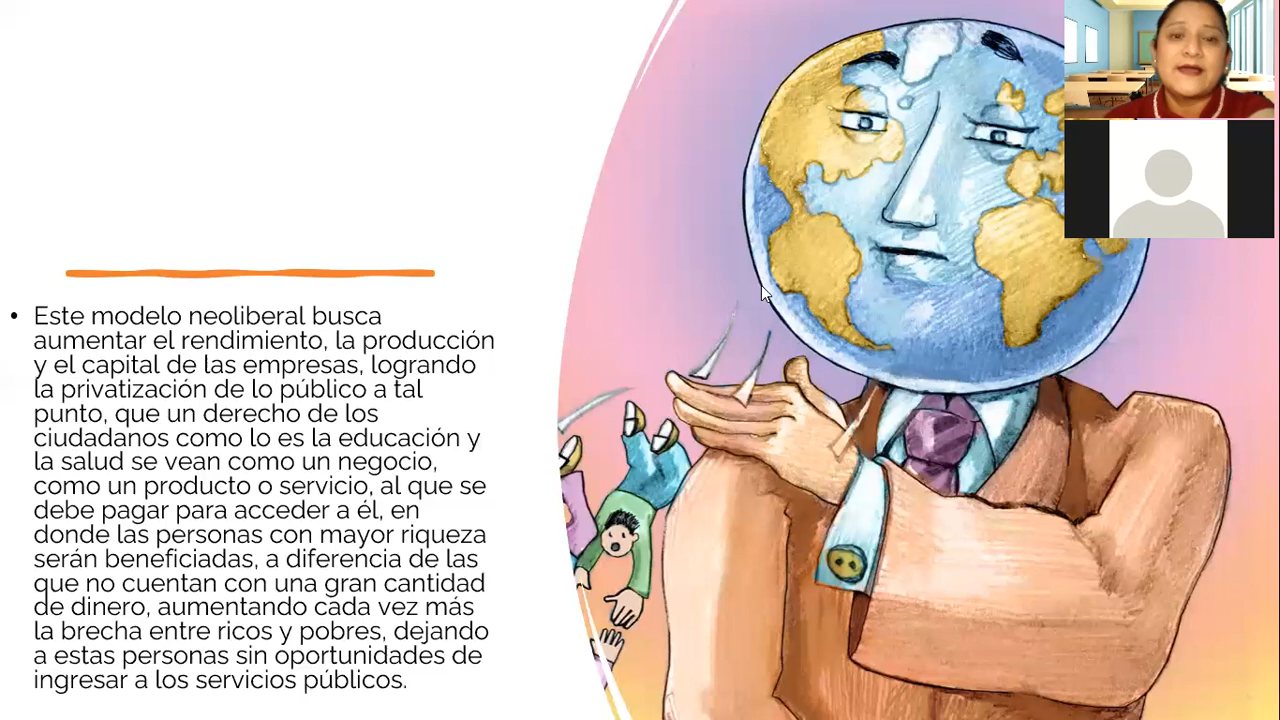 • Este modelo neoliberal busca
aumentar el rendimiento, la producción
y el capital de las empresas, logrando
la privatización de lo público a tal
punto, que un derecho de los
ciudadanos como lo es la educación y
la salud se vean como un negocio,
como un producto o servicio, al que se
debe pagar para acceder a él, en
donde las personas con mayor riqueza
serán beneficiadas, a diferencia de las
que no cuentan con una gran cantidad
de dinero, aumentando cada vez más
la brecha entre ricos y pobres, dejando
a estas personas sin oportunidades de
ingresar a los servicios públicos.